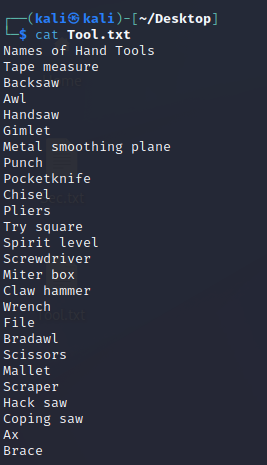 ┌──(kali㉿kali)-[~/Desktop]
└─$ cat Tool.txt
Names of Hand Tools
Tape measure
Backsaw
Awl
Handsaw
Gimlet
Metal smoothing plane
Punch
Pocketknife
Chisel
Pliers
Try square
Spirit level
Screwdriver
Miter box
Claw hammer
Wrench
File
Bradawl
Scissors
Mallet
Scraper
Hack saw
Coping saw
Ax
Brace